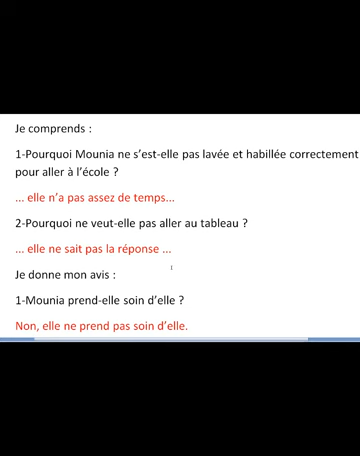 Je comprends :
1-Pourquoi Mounia ne s’est-elle pas lavée et habillée correctement
pour aller à l’école ?
... elle n’a pas assez de temps...
2-Pourquoi ne veut-elle pas aller au tableau ?
... elle ne sait pas la réponse ...
Je donne mon avis :
1-Mounia prend-elle soin d’elle ?
Non, elle ne prend pas soin d’elle.